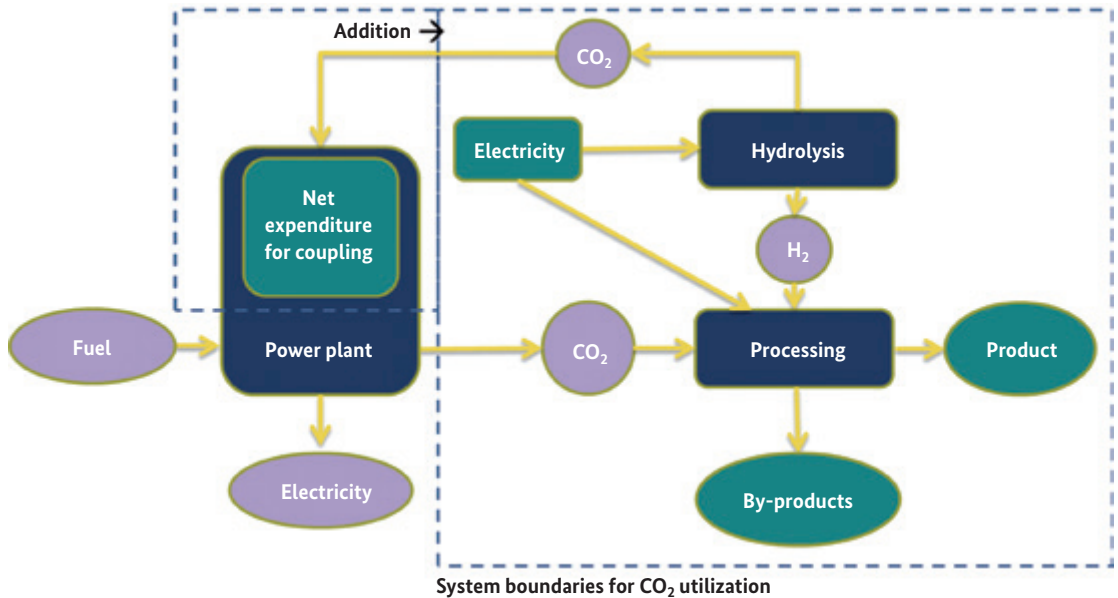 Addition →
CO₂
Electricity
Hydrolysis
Net
expenditure
for coupling
H₂
Fuel
Power plant
CO₂
Processing
Product
Electricity
By-products
System boundaries for CO₂ utilization